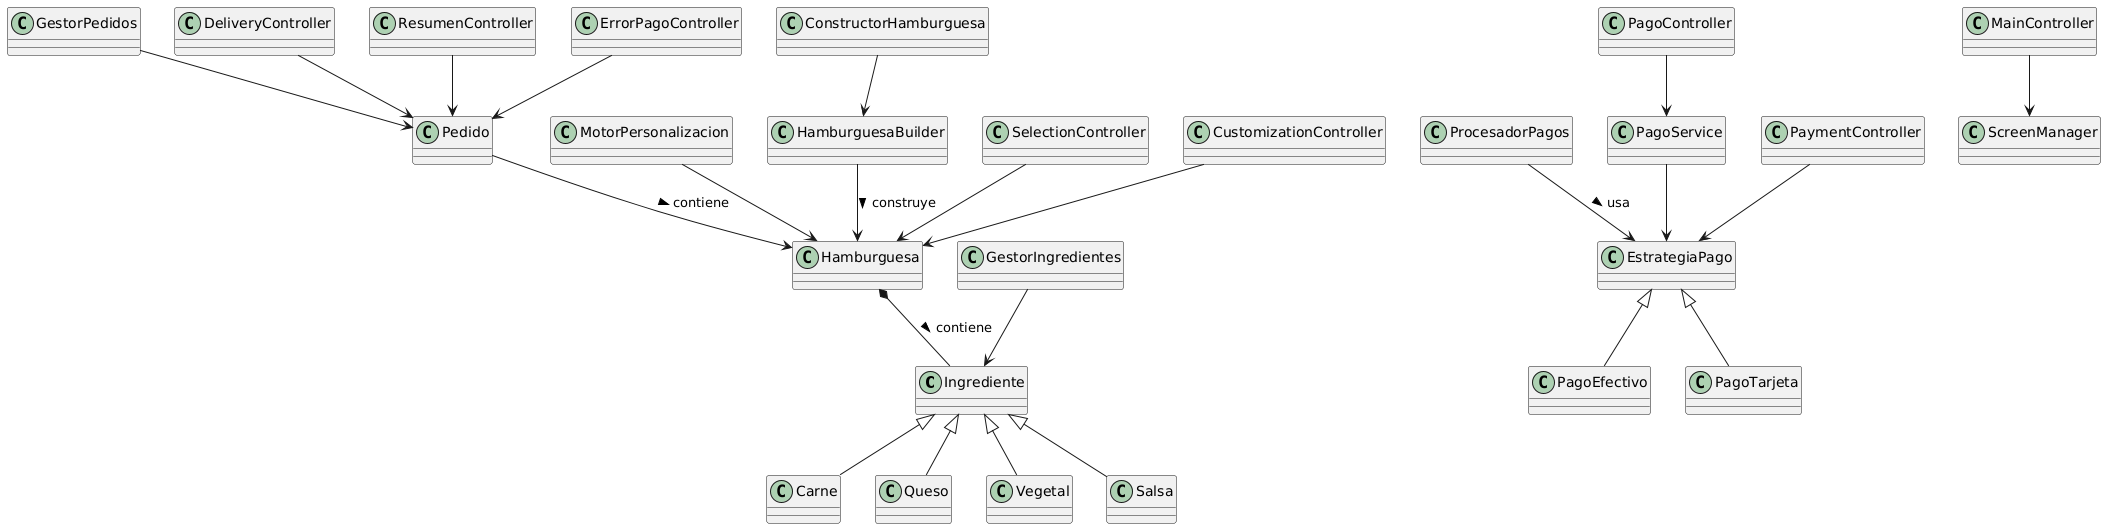 C GestorPedidos
C DeliveryController
C ResumenController
C ErrorPagoController
C ConstructorHamburguesa
C PagoController
C MainController
C Pedido
C MotorPersonalizacion
C HamburguesaBuilder
C SelectionController
C CustomizationController
C ProcesadorPagos
C PagoService
C PaymentController
C ScreenManager
contiene
construye
usa
C Hamburguesa
C GestorIngredientes
C EstrategiaPago
contiene
C Ingrediente
C PagoEfectivo
C PagoTarjeta
C Carne
C Queso
C Vegetal
C Salsa